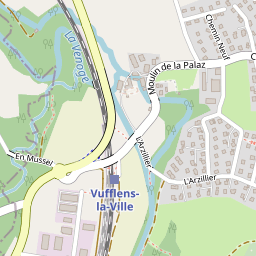 Chemin Neuf
La Venoge
Moulin de la Palaz
L'Arzillier
En Mussel
L'Arzillier
Vufflens-
la-Ville